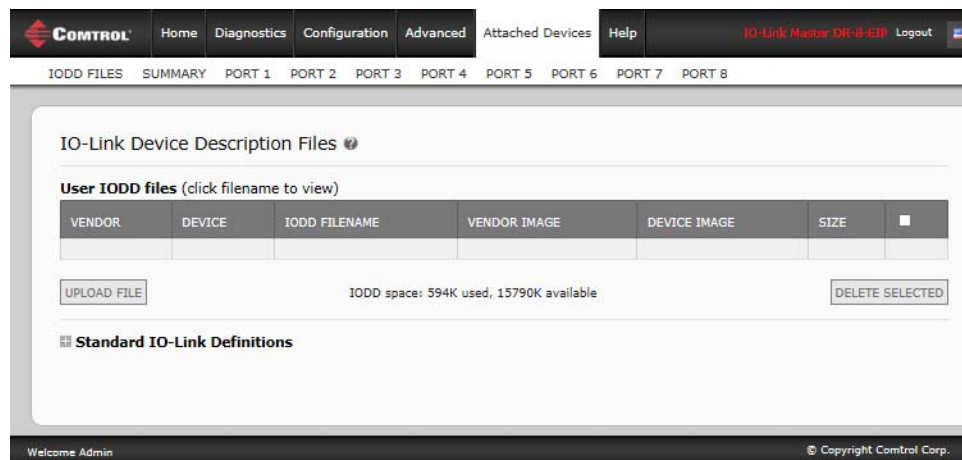 COMTROL Home Diagnostics Configuration Advanced Attached Devices Help IO-Link Master DR-8-EIP Logout
IODD FILES SUMMARY PORT 1 PORT 2 PORT 3 PORT 4 PORT 5 PORT 6 PORT 7 PORT 8
IO-Link Device Description Files ?
User IODD files (click filename to view)
VENDOR DEVICE IODD FILENAME VENDOR IMAGE DEVICE IMAGE SIZE
UPLOAD FILE IODD space: 594K used, 15790K available DELETE SELECTED
Standard IO-Link Definitions
Welcome Admin © Copyright Comtrol Corp.